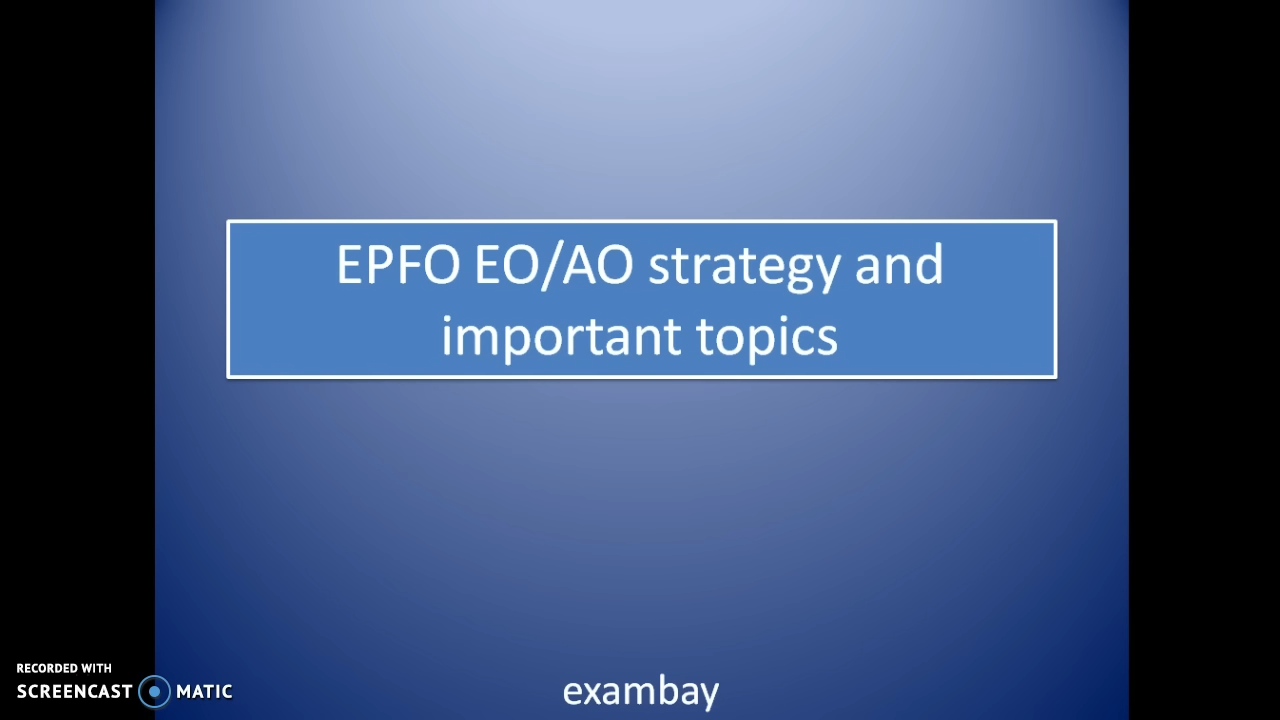 EPFO EO/AO strategy and
important topics
RECORDED WITH
SCREENCAST MATIC
exambay